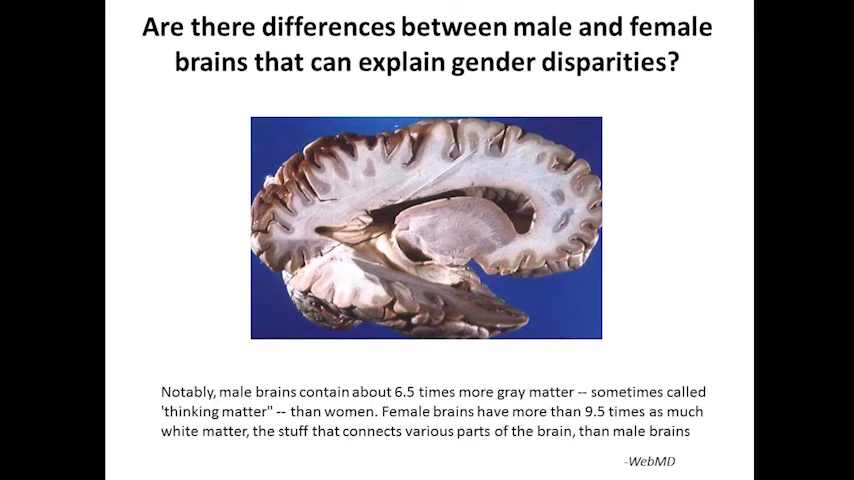 Are there differences between male and female
brains that can explain gender disparities?
Notably, male brains contain about 6.5 times more gray matter -- sometimes called
'thinking matter" -- than women. Female brains have more than 9.5 times as much
white matter, the stuff that connects various parts of the brain, than male brains
-WebMD